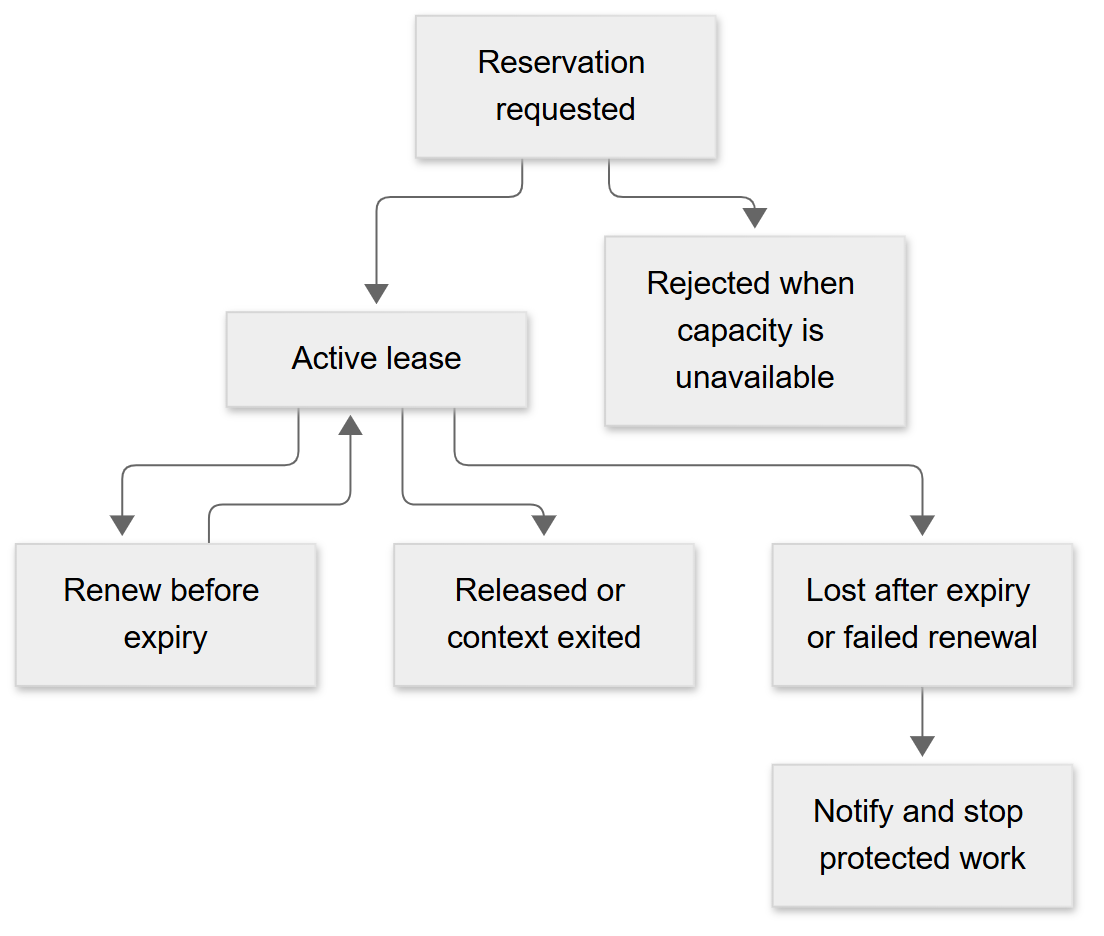 Reservation
requested
Rejected when
capacity is
unavailable
Active lease
Renew before
expiry
Released or
context exited
Lost after expiry
or failed renewal
Notify and stop
protected work